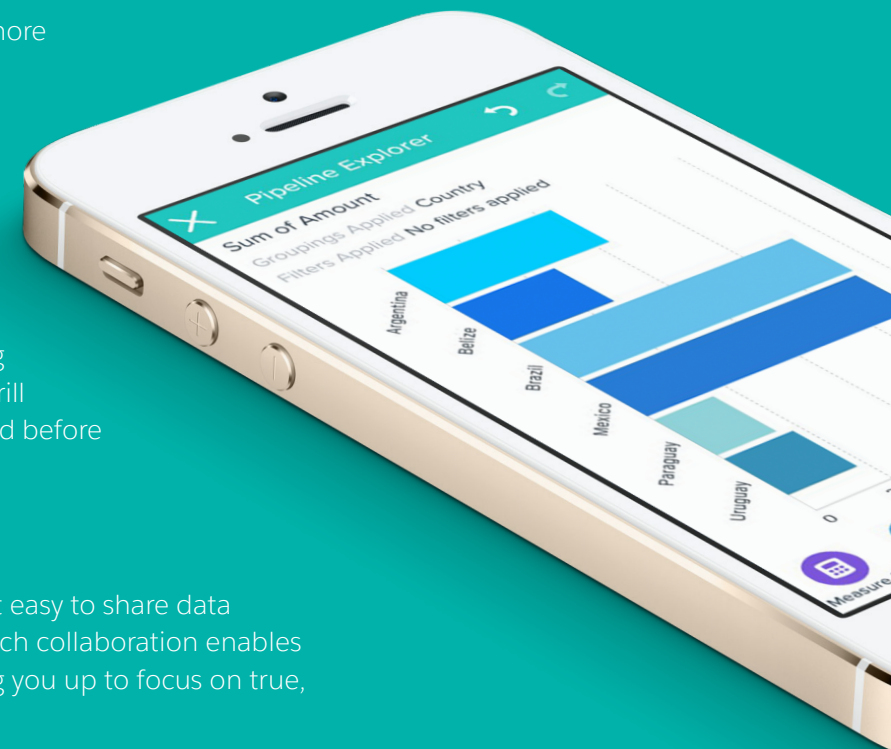 more
Pipeline Explorer
Sum of Amount
Groupings Applied Country
Filters Applied No filters applied
Argentina
Belize
Brazil
Mexico
Paraguay
Uruguay
0
Measure
g
rill
d before
t easy to share data
ch collaboration enables
g you up to focus on true,